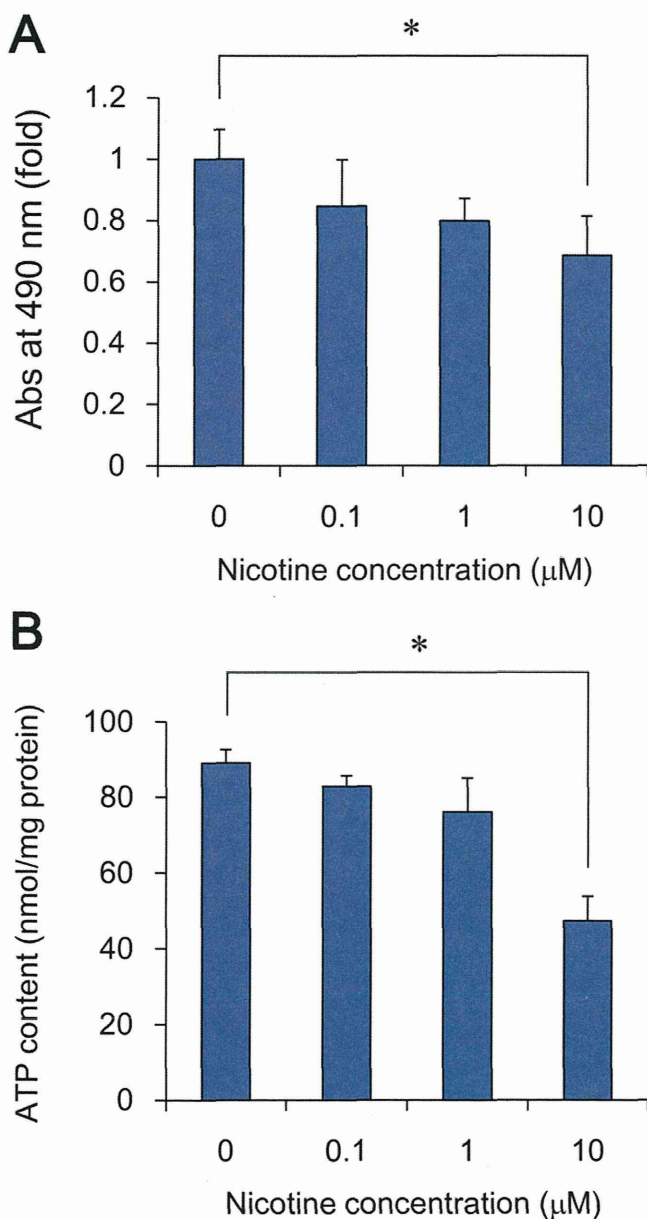 A
*
Abs at 490 nm (fold)
1.2
1
0.8
0.6
0.4
0.2
0
0 0.1 1 10
Nicotine concentration (μM)
B
*
ATP content (nmol/mg protein)
100
80
60
40
20
0
0 0.1 1 10
Nicotine concentration (μM)